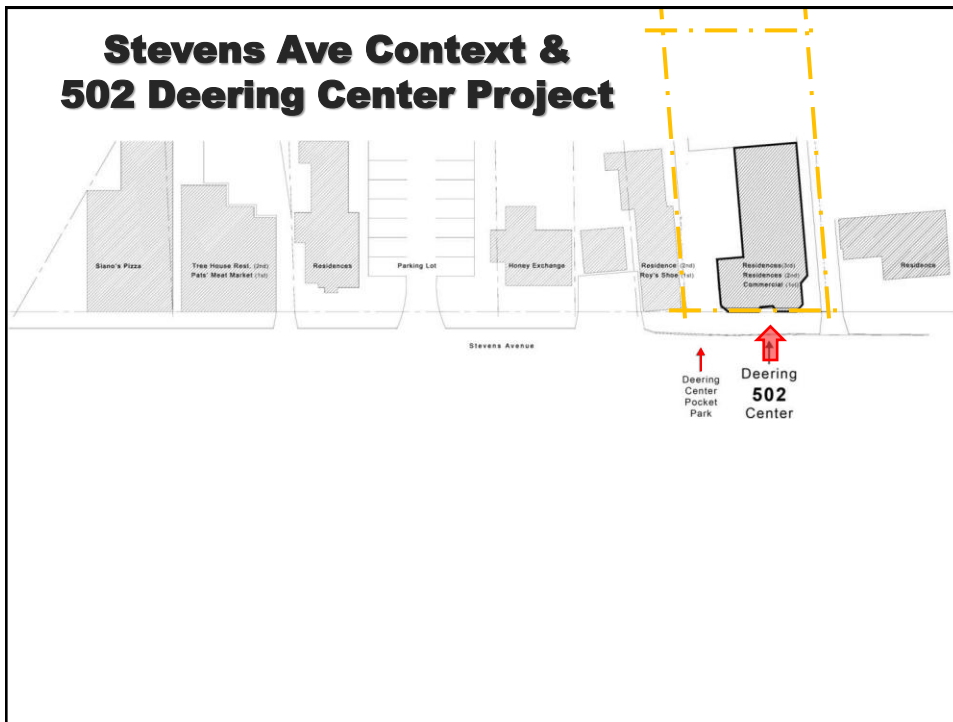 Stevens Ave Context &
502 Deering Center Project
Siano's Pizza
Tree House Rest. (2nd)
Pats' Meat Market (1st)
Residences
Parking Lot
Honey Exchange
Residence (2nd)
Roy's Shoe (1st)
Residences(3rd)
Residences (2nd)
Commercial (1st)
Residence
Stevens Avenue
Deering
Center
Pocket
Park
Deering
502
Center